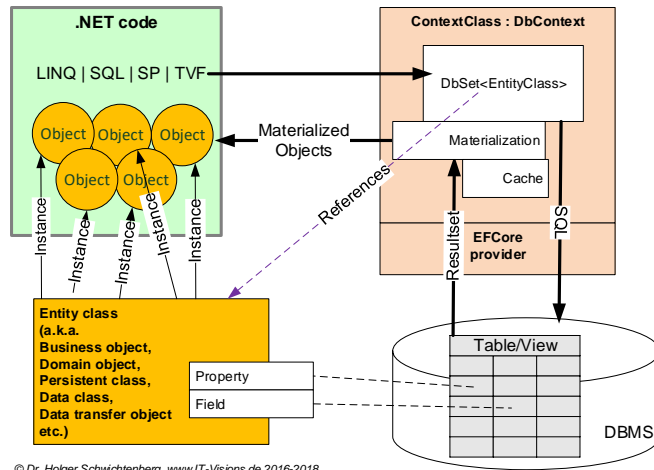 .NET code
LINQ | SQL | SP | TVF
Object
Object
Object
Object
Object
Instance
Instance
Instance
Instance
Instance
Materialized
Objects
References
ContextClass : DbContext
DbSet<EntityClass>
Materialization
Cache
EFCore
provider
Resultset
SQL
Entity class
(a.k.a.
Business object,
Domain object,
Persistent class,
Data class,
Data transfer object
etc.)
Property
Field
Table/View
DBMS
© Dr. Holger Schwichtenberg, www.IT-Visions.de 2016-2018